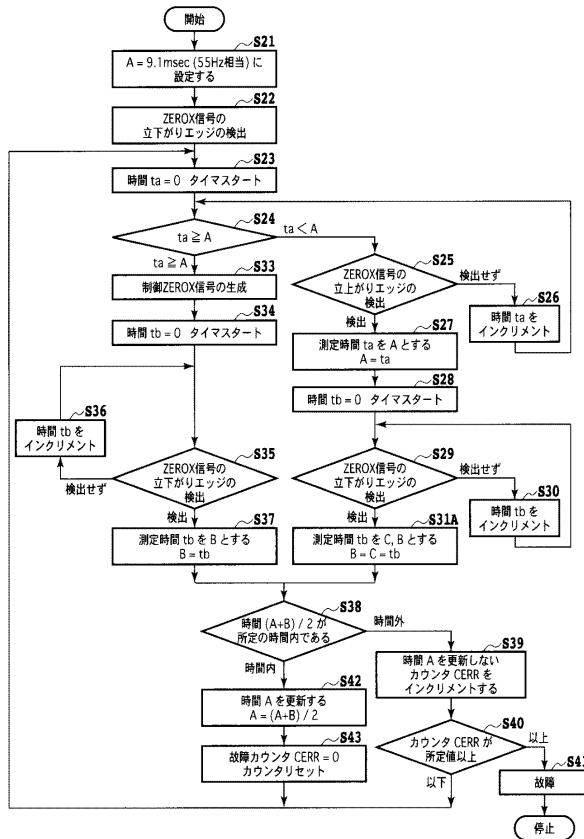 開始
S21
A = 9.1msec (55Hz相当) に
設定する
S22
ZEROX信号の
立下がりエッジの検出
S23
時間 ta = 0 タイマスタート
S24
ta ≧ A
ta < A
ta ≧ A
S25
ZEROX信号の
立上がりエッジの
検出
検出せず
検出
S26
時間 ta を
インクリメント
S33
制御ZEROX信号の生成
S27
測定時間 ta を A とする
A = ta
S34
時間 tb = 0 タイマスタート
S28
時間 tb = 0 タイマスタート
S36
時間 tb を
インクリメント
S35
ZEROX信号の
立下がりエッジの
検出
検出せず
検出
S29
ZEROX信号の
立下がりエッジの
検出
検出せず
検出
S30
時間 tb を
インクリメント
S37
測定時間 tb を B とする
B = tb
S31A
測定時間 tb を C, B とする
B = C = tb
S38
時間 (A+B) / 2 が
所定の時間内である
時間外
時間内
S39
時間 A を更新しない
カウンタ CERR を
インクリメントする
S42
時間 A を更新する
A = (A+B) / 2
S40
カウンタ CERR が
所定値以上
以上
以下
S43
故障カウンタ CERR = 0
カウンタリセット
S41
故障
停止